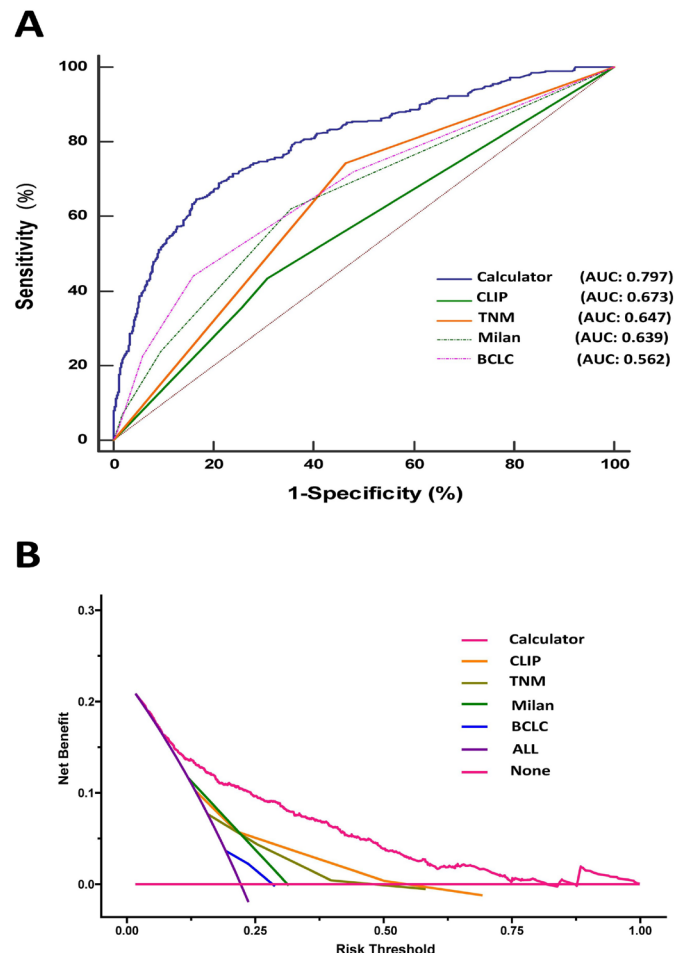 A
100
80
60
40
20
0
Sensitivity (%)
Calculator (AUC: 0.797)
CLIP (AUC: 0.673)
TNM (AUC: 0.647)
Milan (AUC: 0.639)
BCLC (AUC: 0.562)
0 20 40 60 80 100
1-Specificity (%)
B
0.3
0.2
0.1
0.0
Net Benefit
Calculator
CLIP
TNM
Milan
BCLC
ALL
None
0.00 0.25 0.50 0.75 1.00
Risk Threshold